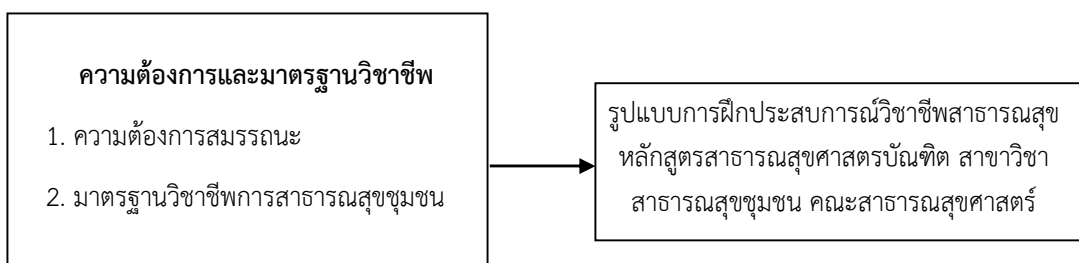 ความต้องการและมาตรฐานวิชาชีพ
1. ความต้องการสมรรถนะ
2. มาตรฐานวิชาชีพการสาธารณสุขชุมชน
รูปแบบการฝึกประสบการณ์วิชาชีพสาธารณสุข
หลักสูตรสาธารณสุขศาสตรบัณฑิต สาขาวิชา
สาธารณสุขชุมชน คณะสาธารณสุขศาสตร์